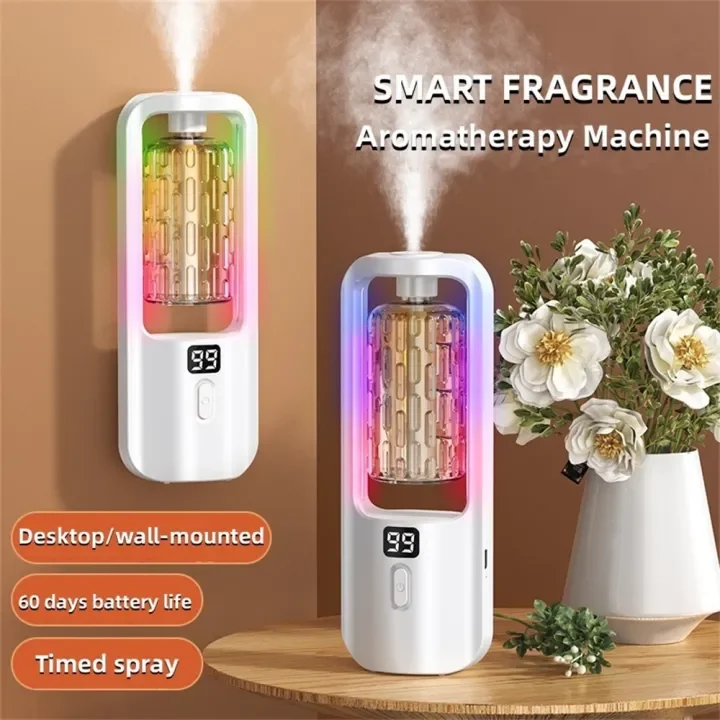 SMART FRAGRANCE
Aromatherapy Machine
99
99
Desktop/wall-mounted
60 days battery life
Timed spray